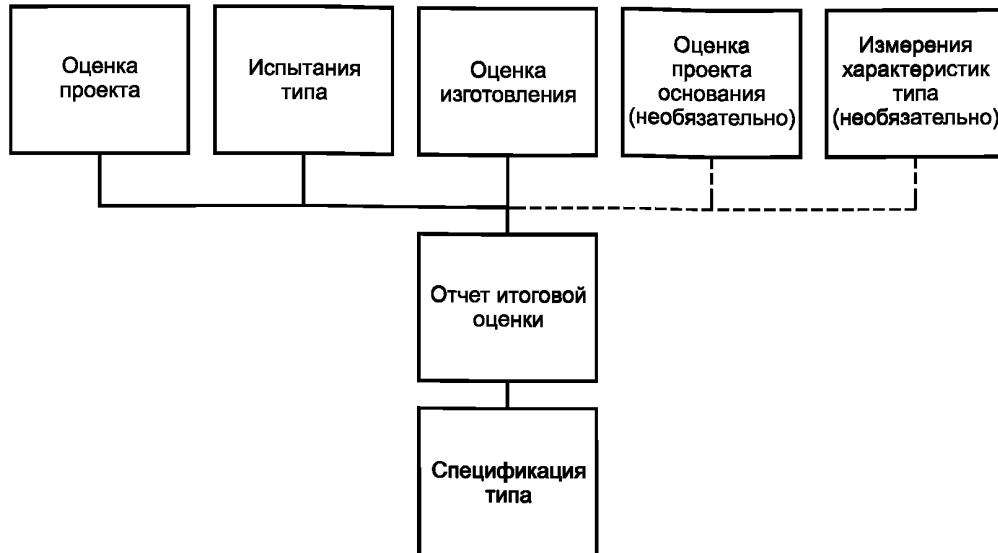 Оценка
проекта
Испытания
типа
Оценка
изготовления
Оценка
проекта
основания
(необязательно)
Измерения
характеристик
типа
(необязательно)
Отчет итоговой
оценки
Спецификация
типа